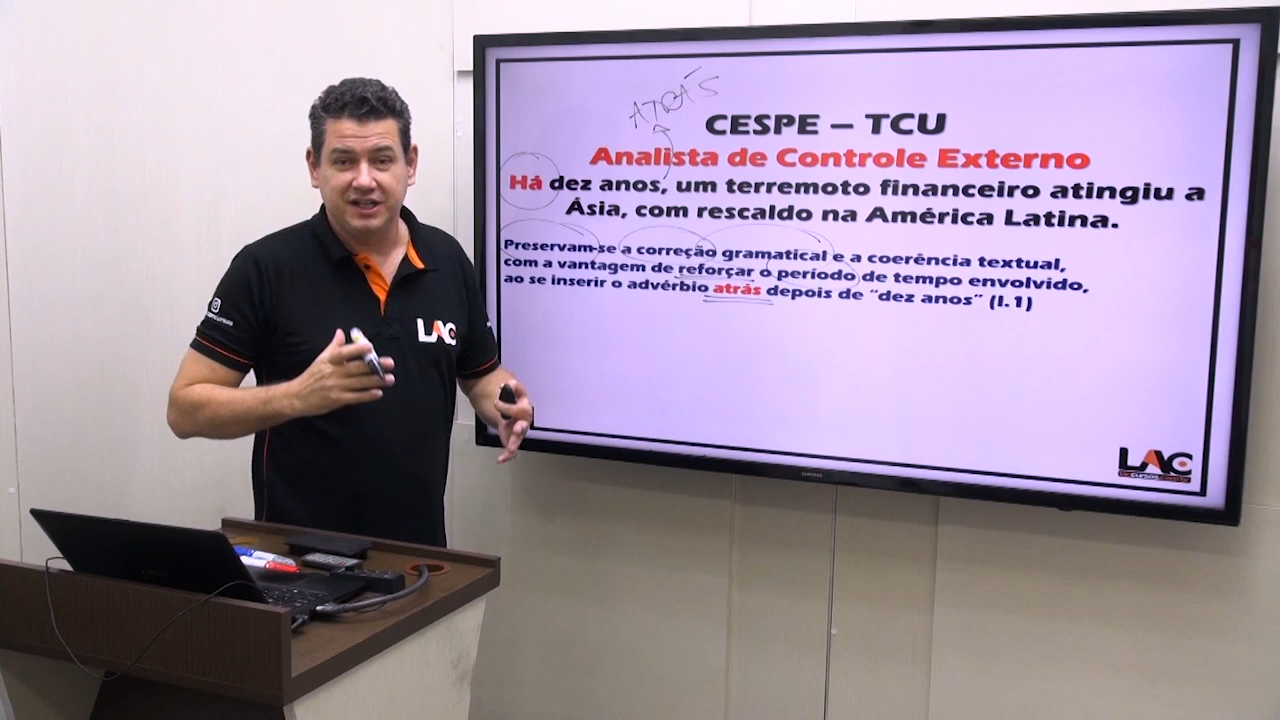 ATRÁS
CESPE – TCU
Analista de Controle Externo
Há dez anos, um terremoto financeiro atingiu a
Ásia, com rescaldo na América Latina.
Preservam-se a correção gramatical e a coerência textual,
com a vantagem de reforçar o período de tempo envolvido,
ao se inserir o advérbio atrás depois de “dez anos” (l.1)
LAC
SAMSUNG
LAC